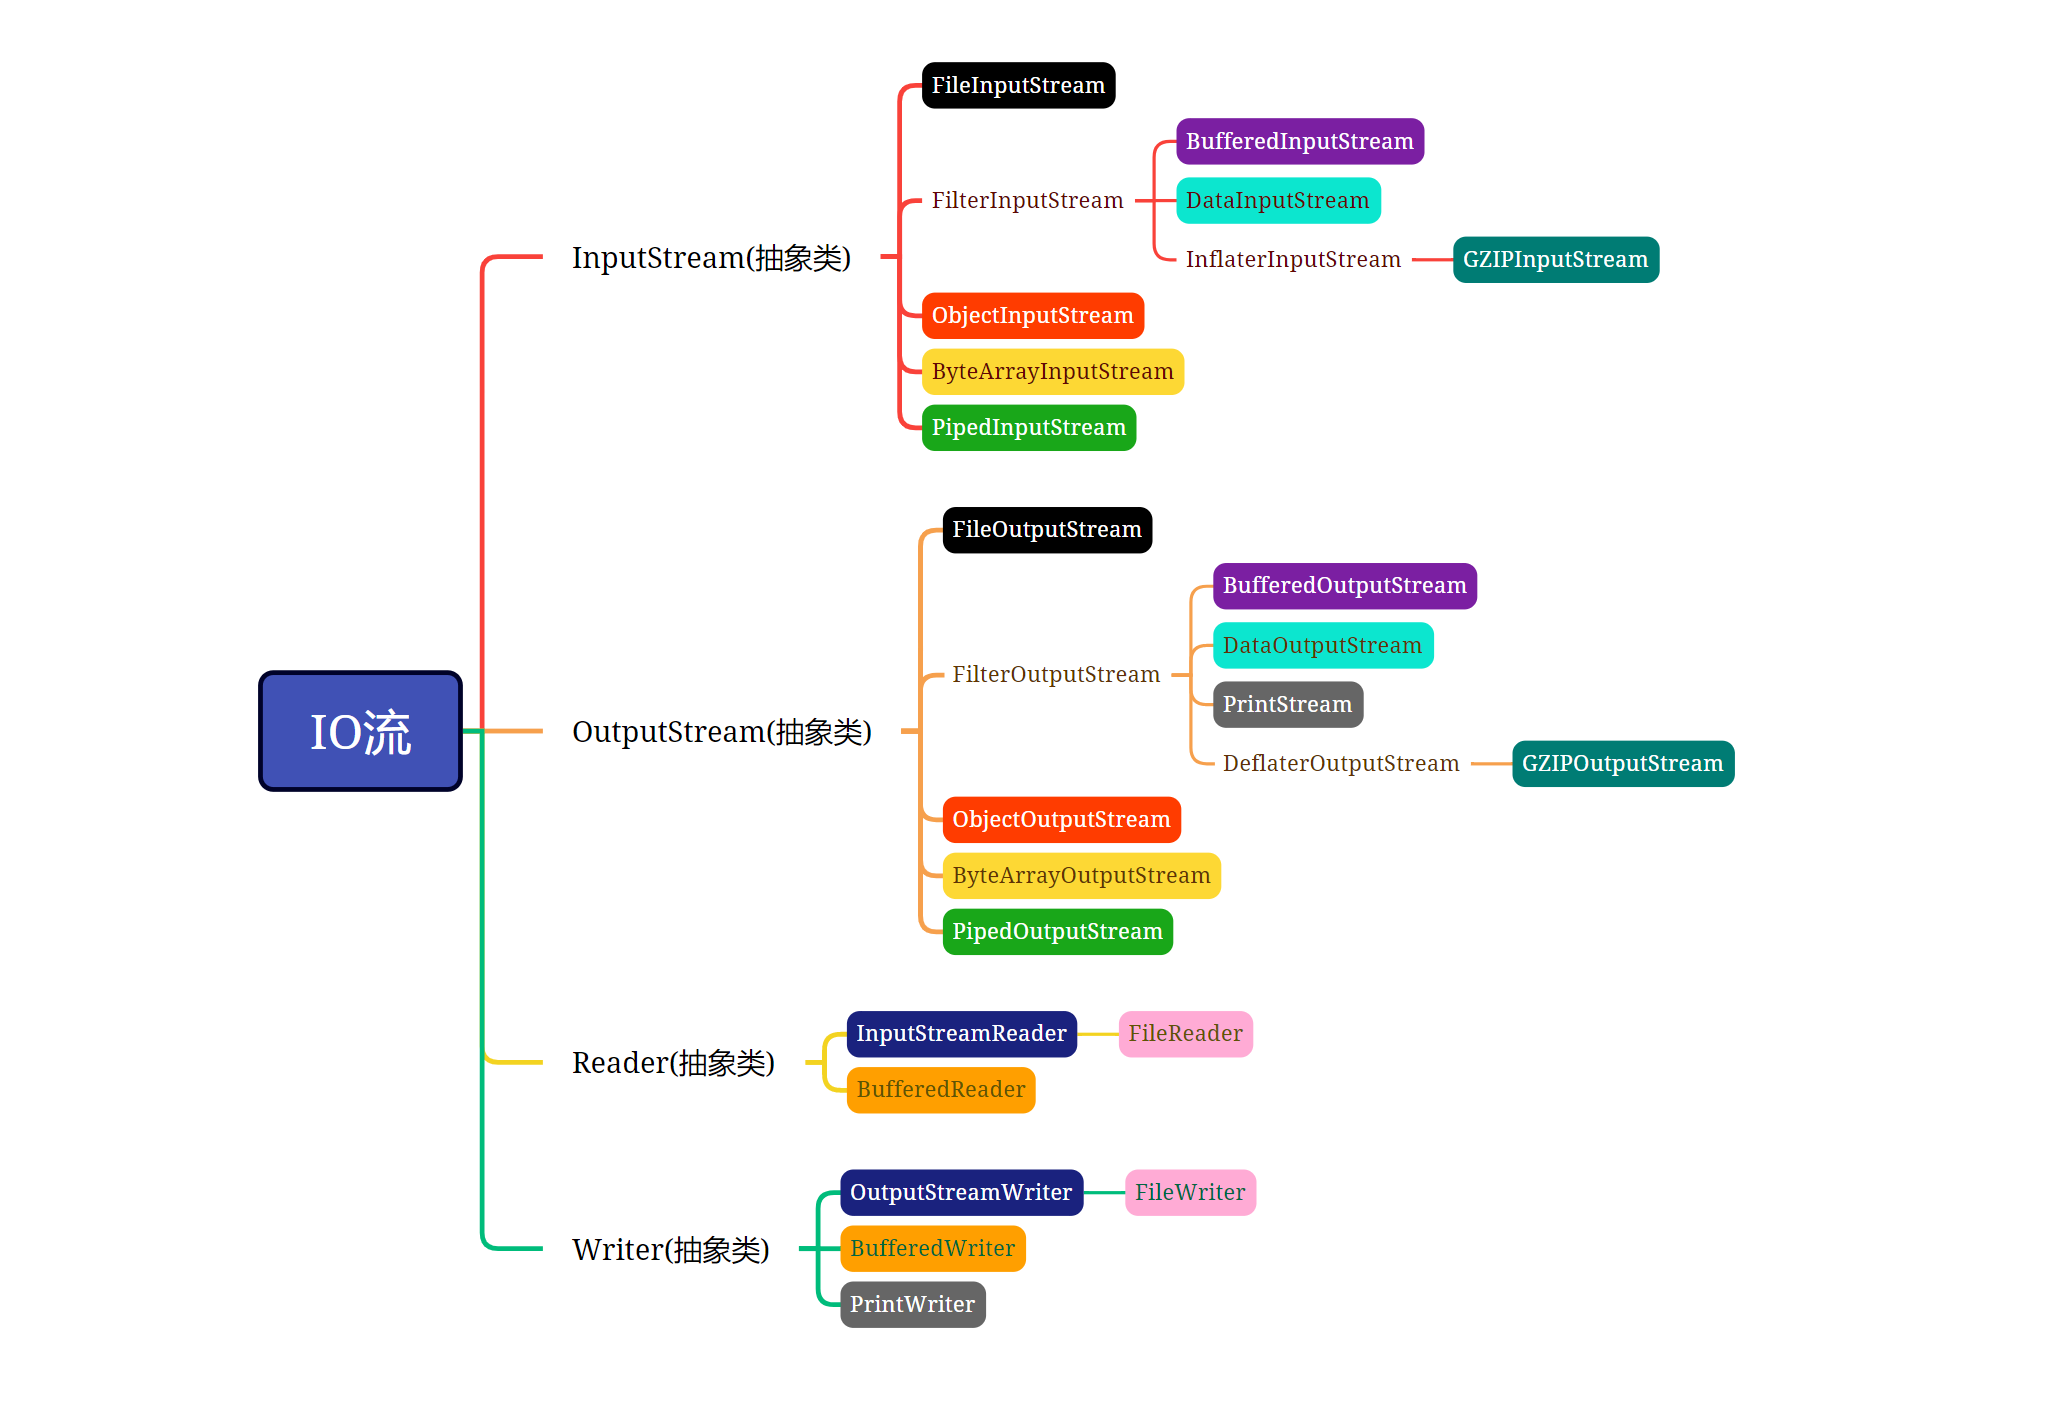 IO流
InputStream(抽象类)
FileInputStream
FilterInputStream
BufferedInputStream
DataInputStream
InflaterInputStream
GZIPInputStream
ObjectInputStream
ByteArrayInputStream
PipedInputStream
OutputStream(抽象类)
FileOutputStream
FilterOutputStream
BufferedOutputStream
DataOutputStream
PrintStream
DeflaterOutputStream
GZIPOutputStream
ObjectOutputStream
ByteArrayOutputStream
PipedOutputStream
Reader(抽象类)
InputStreamReader
FileReader
BufferedReader
Writer(抽象类)
OutputStreamWriter
FileWriter
BufferedWriter
PrintWriter